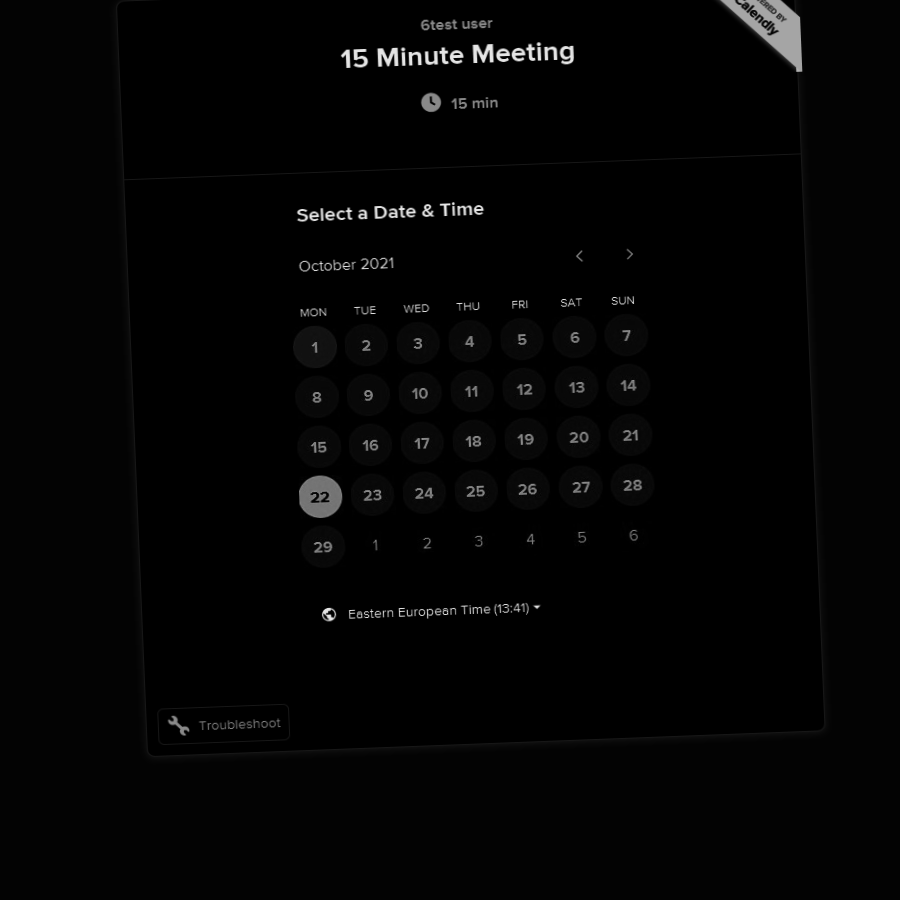 6test user
15 Minute Meeting
15 min
Calendly
Select a Date & Time
October 2021
MON TUE WED THU FRI SAT SUN
1 2 3 4 5 6 7
8 9 10 11 12 13 14
15 16 17 18 19 20 21
22 23 24 25 26 27 28
29 1 2 3 4 5 6
Eastern European Time (13:41)
Troubleshoot